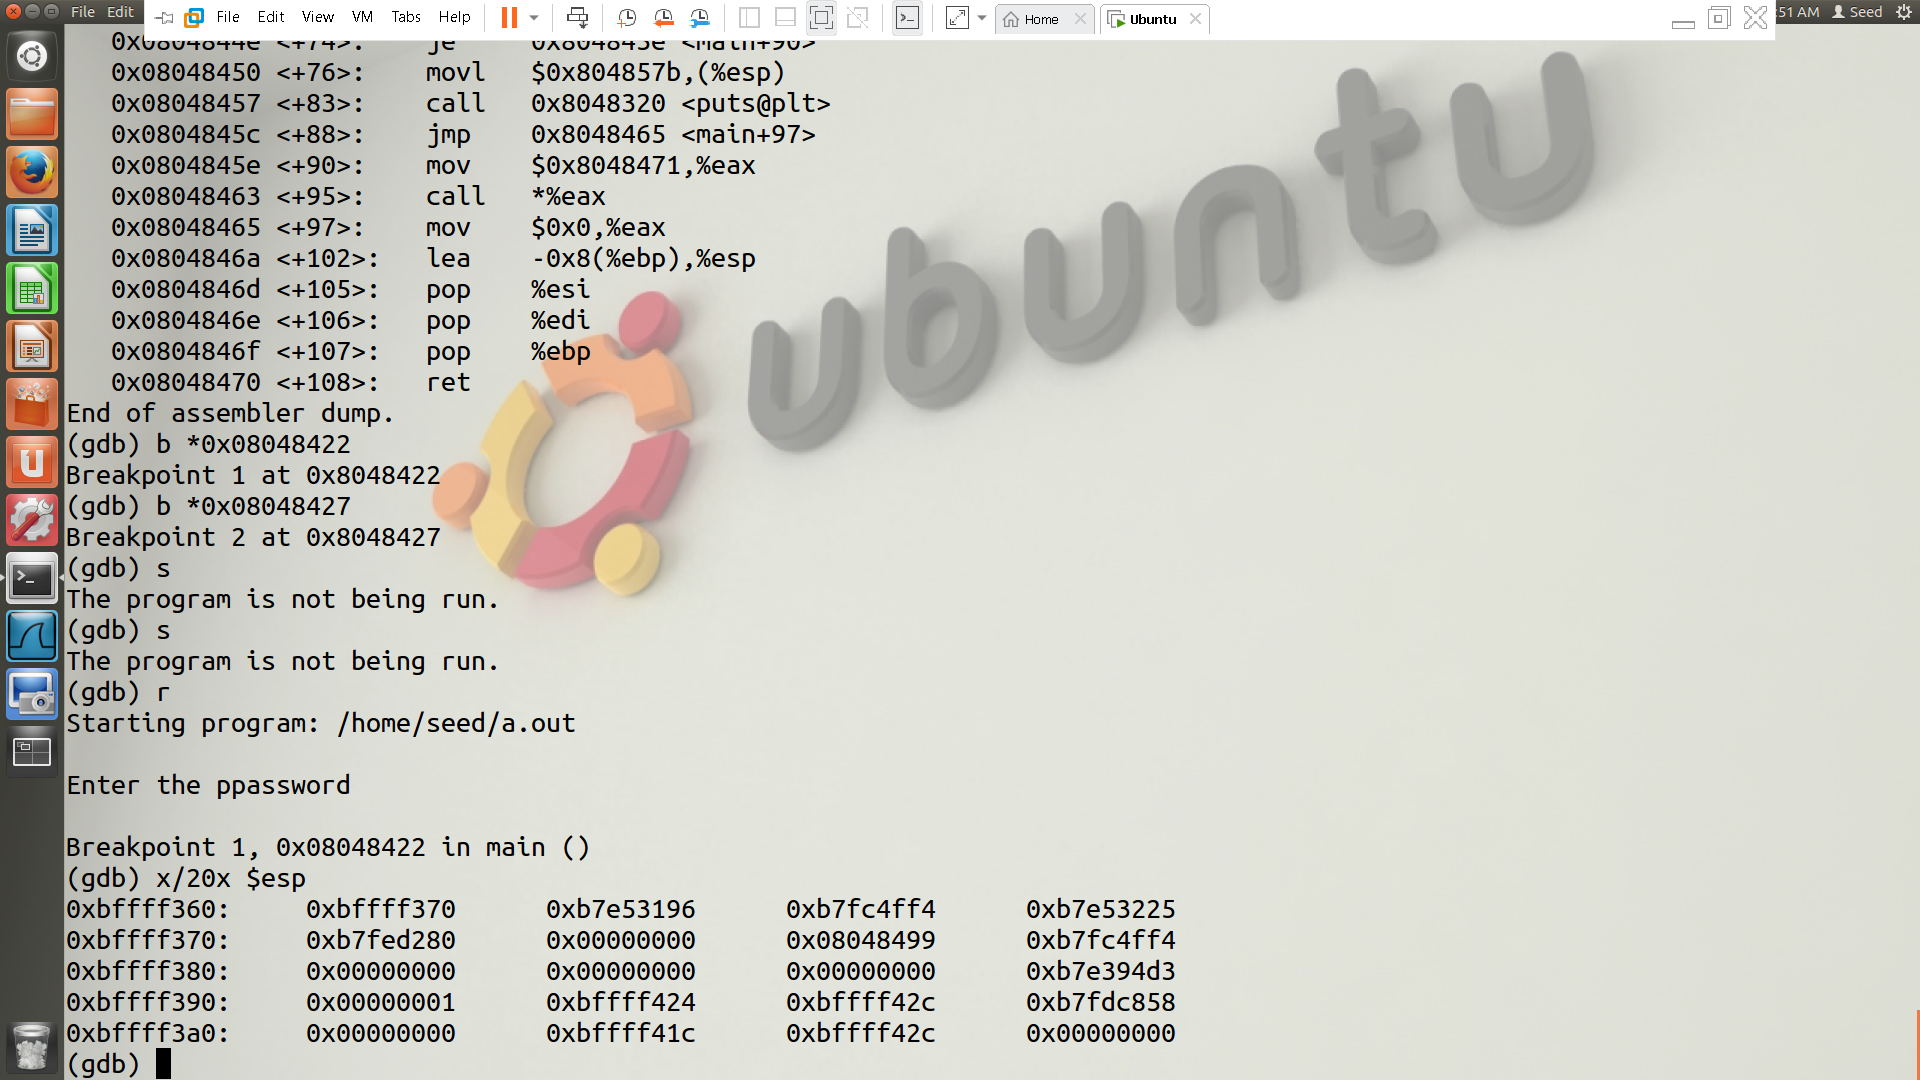 File Edit
File Edit View VM Tabs Help
Home
Ubuntu
51 AM Seed
0x0804844e <+74>: je 0x804845e <main+90>
0x08048450 <+76>: movl $0x804857b,(%esp)
0x08048457 <+83>: call 0x8048320 <puts@plt>
0x0804845c <+88>: jmp 0x8048465 <main+97>
0x0804845e <+90>: mov $0x8048471,%eax
0x08048463 <+95>: call *%eax
0x08048465 <+97>: mov $0x0,%eax
0x0804846a <+102>: lea -0x8(%ebp),%esp
0x0804846d <+105>: pop %esi
0x0804846e <+106>: pop %edi
0x0804846f <+107>: pop %ebp
0x08048470 <+108>: ret
End of assembler dump.
(gdb) b *0x08048422
Breakpoint 1 at 0x8048422
(gdb) b *0x08048427
Breakpoint 2 at 0x8048427
(gdb) s
The program is not being run.
(gdb) s
The program is not being run.
(gdb) r
Starting program: /home/seed/a.out
Enter the ppassword
Breakpoint 1, 0x08048422 in main ()
(gdb) x/20x $esp
0xbffff360: 0xbffff370 0xb7e53196 0xb7fc4ff4 0xb7e53225
0xbffff370: 0xb7fed280 0x00000000 0x08048499 0xb7fc4ff4
0xbffff380: 0x00000000 0x00000000 0x00000000 0xb7e394d3
0xbffff390: 0x00000001 0xbffff424 0xbffff42c 0xb7fdc858
0xbffff3a0: 0x00000000 0xbffff41c 0xbffff42c 0x00000000
(gdb)
ubuntu